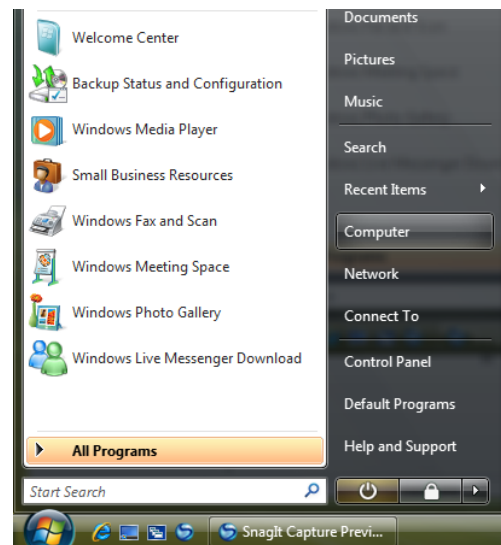 Welcome Center
Backup Status and Configuration
Windows Media Player
Small Business Resources
Windows Fax and Scan
Windows Meeting Space
Windows Photo Gallery
Windows Live Messenger Download
All Programs
Start Search
Documents
Pictures
Music
Search
Recent Items
Computer
Network
Connect To
Control Panel
Default Programs
Help and Support
SnagIt Capture Previ...